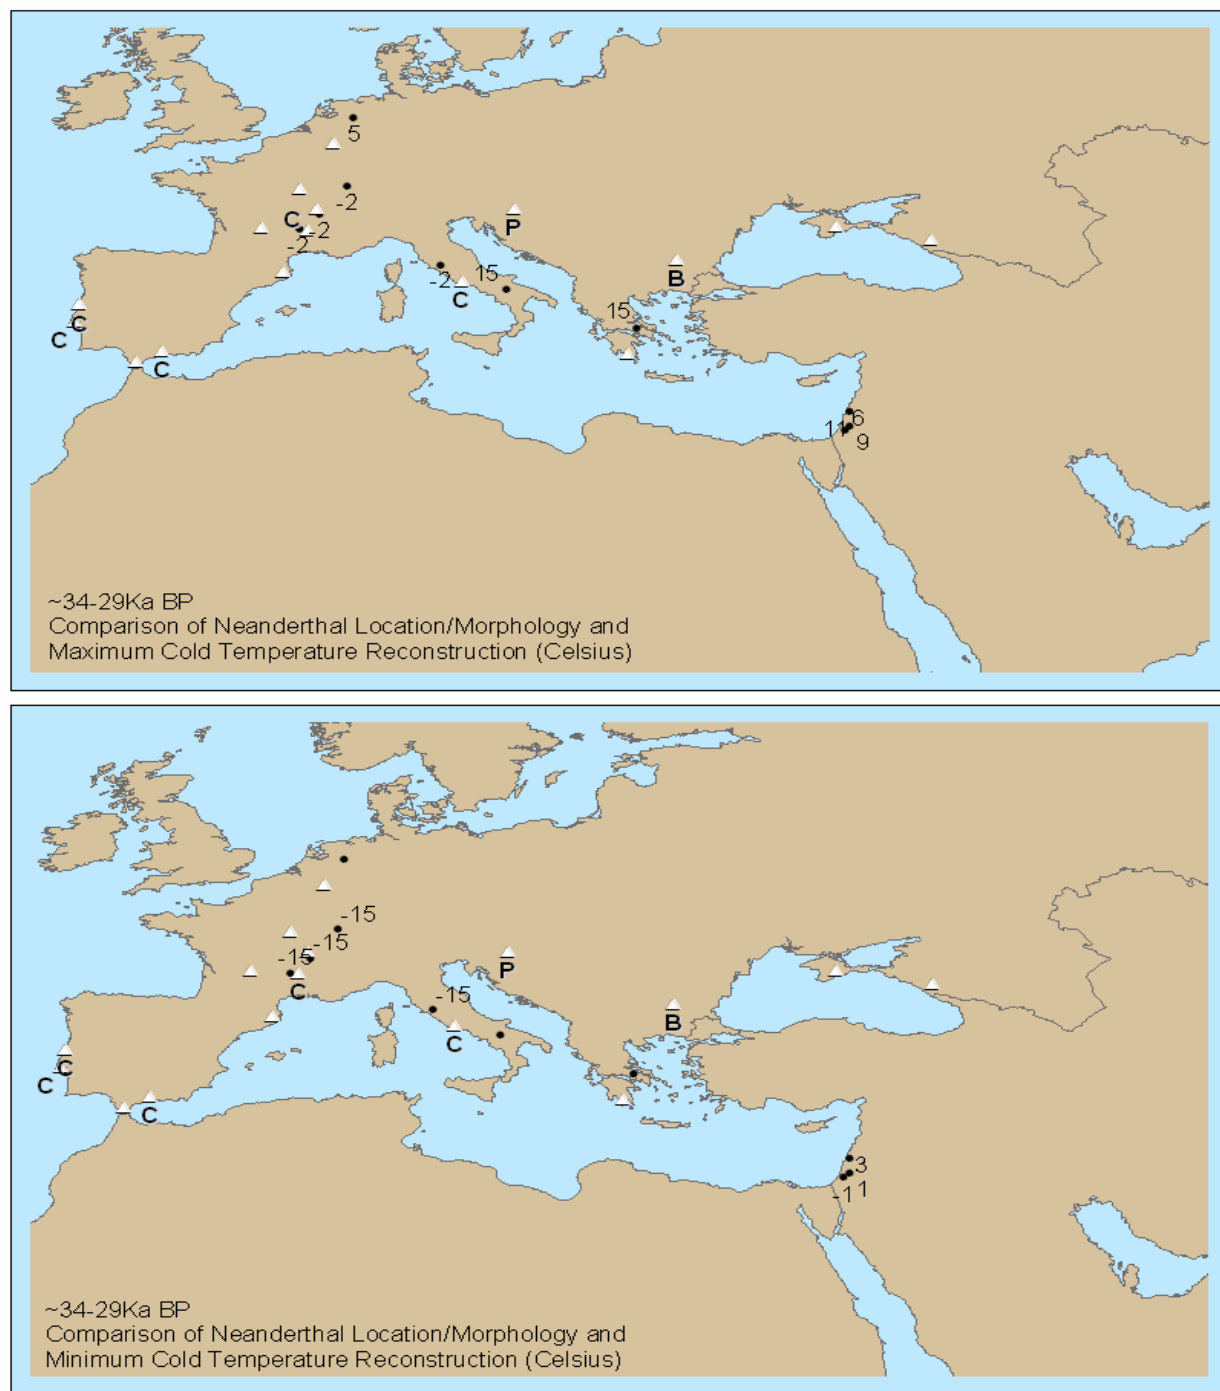 5
-2
C
-2
-2
P
-2
15
C
B
C
C
15
C
6
11
9
~34-29Ka BP
Comparison of Neanderthal Location/Morphology and
Maximum Cold Temperature Reconstruction (Celsius)
-15
-15
-15
C
P
-15
C
B
C
C
C
3
-1
1
~34-29Ka BP
Comparison of Neanderthal Location/Morphology and
Minimum Cold Temperature Reconstruction (Celsius)